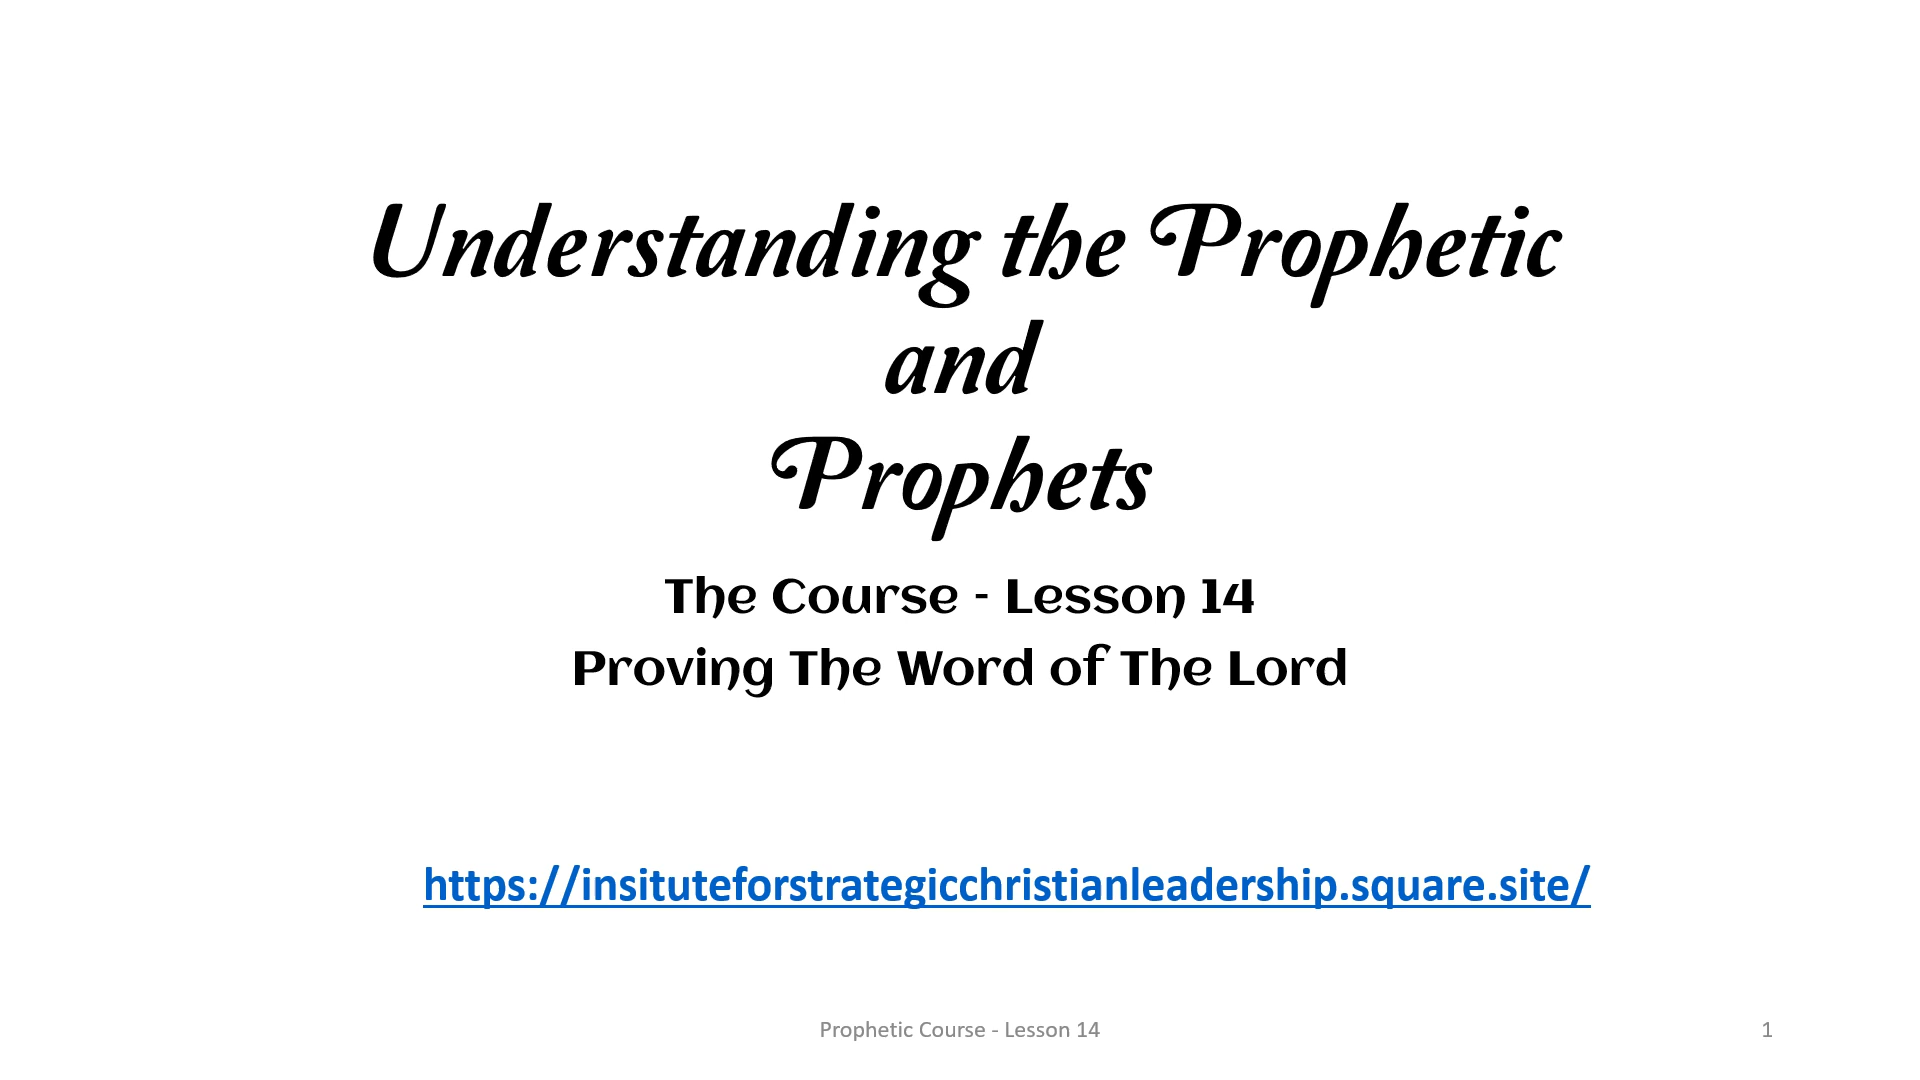 Understanding the Prophetic
and
Prophets
The Course - Lesson 14
Proving The Word of The Lord
https://insituteforstrategicchristianleadership.square.site/
Prophetic Course - Lesson 14
1